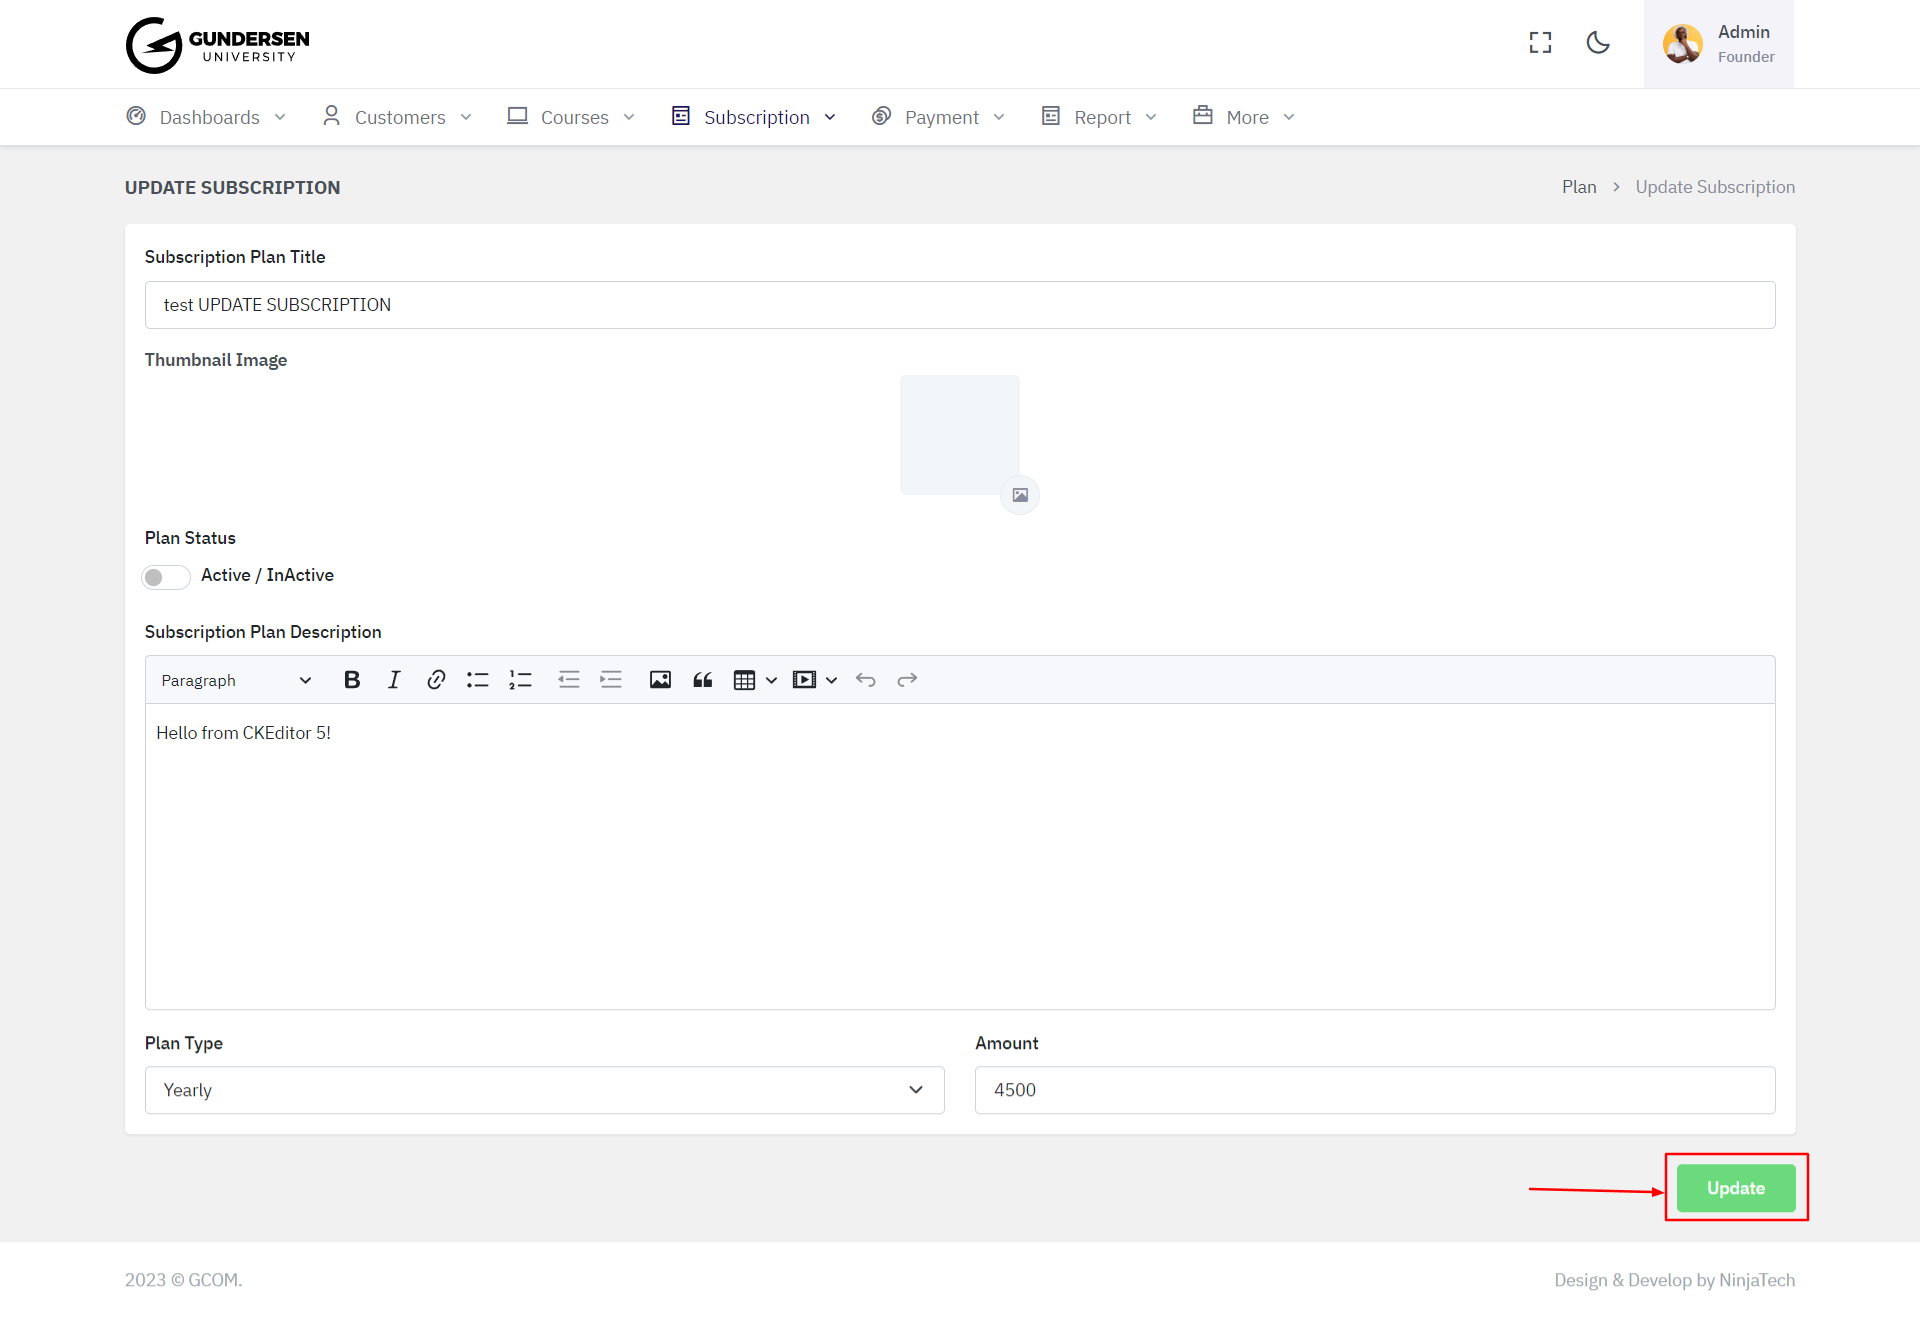 GUNDERSEN
UNIVERSITY
Admin
Founder
Dashboards
Customers
Courses
Subscription
Payment
Report
More
UPDATE SUBSCRIPTION
Plan > Update Subscription
Subscription Plan Title
test UPDATE SUBSCRIPTION
Thumbnail Image
Plan Status
Active / InActive
Subscription Plan Description
Paragraph
Hello from CKEditor 5!
Plan Type
Amount
Yearly
4500
Update
2023 © GCOM.
Design & Develop by NinjaTech